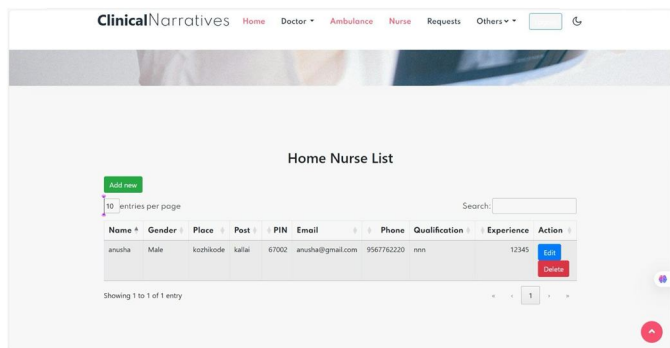 ClinicalNarratives Home Doctor Ambulance Nurse Requests Others
Home Nurse List
Add new
10 entries per page Search:
Name Gender Place Post PIN Email Phone Qualification Experience Action
anusha Male kozhikode kallai 67002 anusha@gmail.com 9567762220 nnn 12345 Edit
Delete
Showing 1 to 1 of 1 entry « ‹ 1 › »